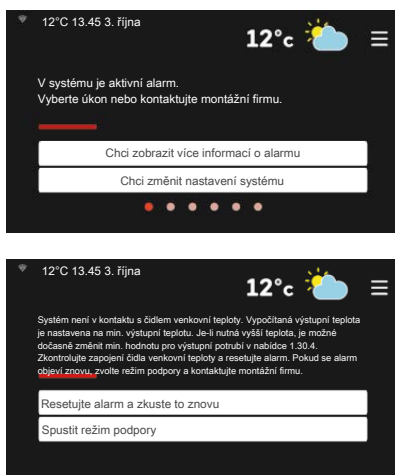 12°C 13.45 3. října
12°c
V systému je aktivní alarm.
Vyberte úkon nebo kontaktujte montážní firmu.
Chci zobrazit více informací o alarmu
Chci změnit nastavení systému
12°C 13.45 3. října
12°c
Systém není v kontaktu s čidlem venkovní teploty. Vypočítaná výstupní teplota
je nastavena na min. výstupní teplotu. Je-li nutná vyšší teplota, je možné
dočasně změnit min. hodnotu pro výstupní potrubí v nabídce 1.30.4.
Zkontrolujte zapojení čidla venkovní teploty a resetujte alarm. Pokud se alarm
objeví znovu, zvolte režim podpory a kontaktujte montážní firmu.
Resetujte alarm a zkuste to znovu
Spustit režim podpory